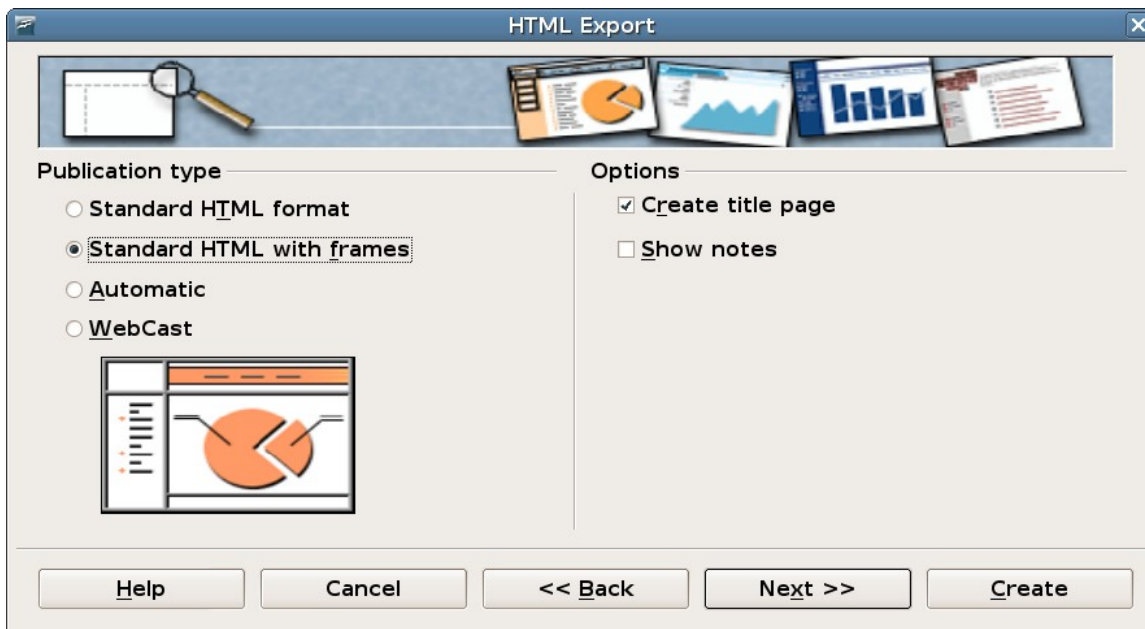 HTML Export
Publication type
Standard HTML format
Standard HTML with frames
Automatic
WebCast
Options
Create title page
Show notes
Help
Cancel
<< Back
Next >>
Create